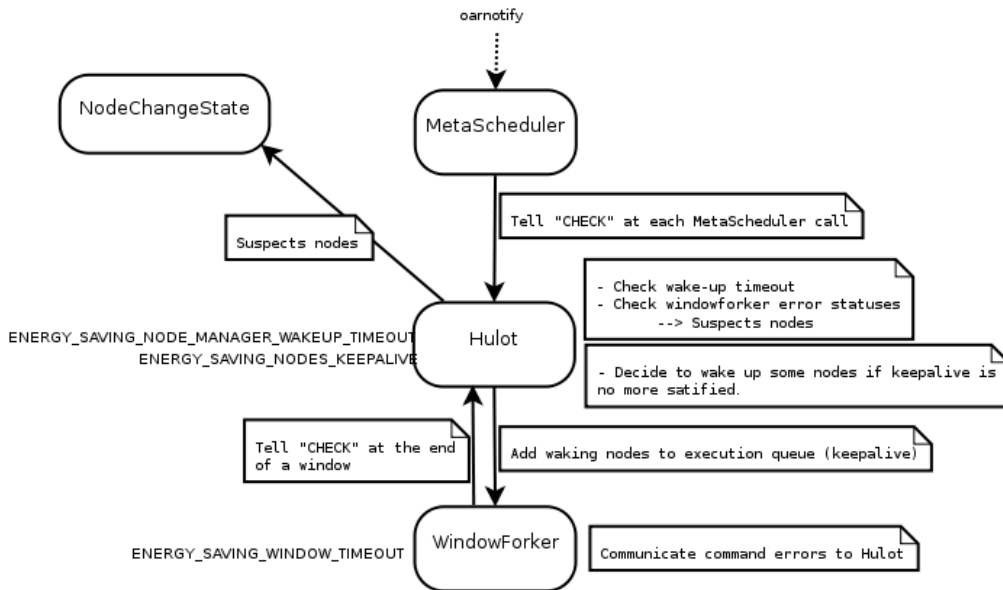 oarnotify
NodeChangeState
MetaScheduler
Tell "CHECK" at each MetaScheduler call
Suspects nodes
- Check wake-up timeout
- Check windowforker error statuses
--> Suspects nodes
ENERGY_SAVING_NODE_MANAGER_WAKEUP_TIMEOUT
ENERGY_SAVING_NODES_KEEPALIVE
Hulot
- Decide to wake up some nodes if keepalive is
no more satified.
Tell "CHECK" at the end
of a window
Add waking nodes to execution queue (keepalive)
ENERGY_SAVING_WINDOW_TIMEOUT
WindowForker
Communicate command errors to Hulot